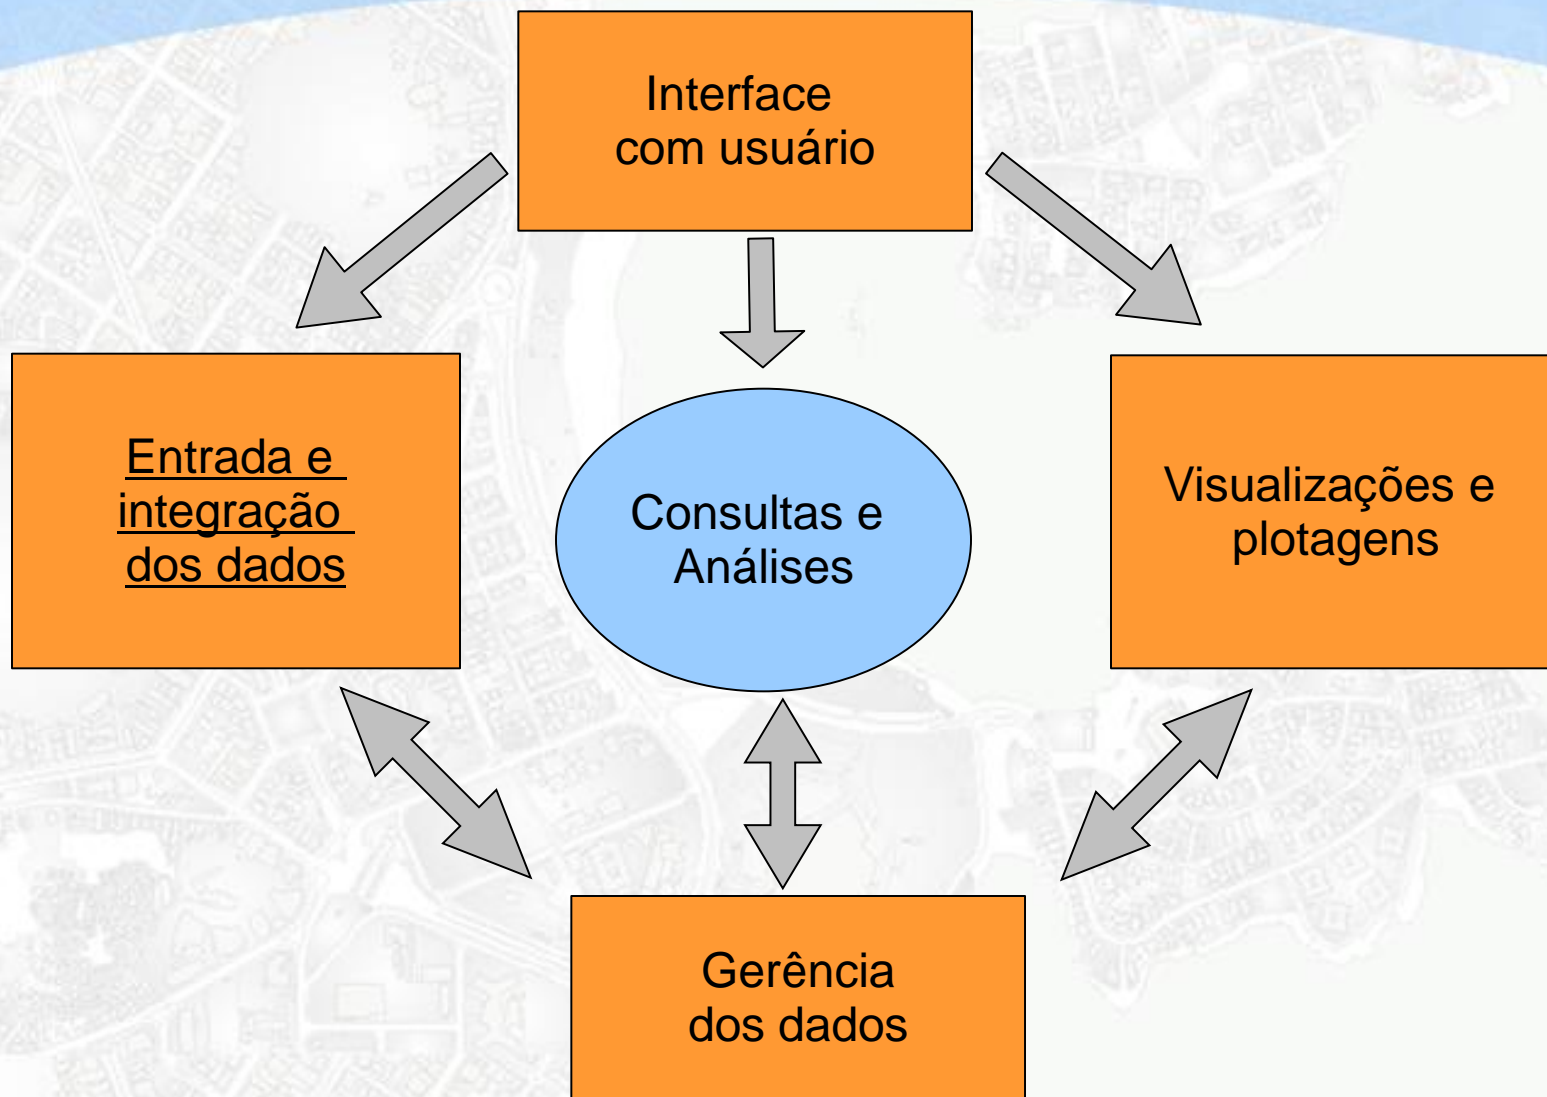 Interface
com usuário
Entrada e
integração
dos dados
Consultas e
Análises
Visualizações e
plotagens
Gerência
dos dados